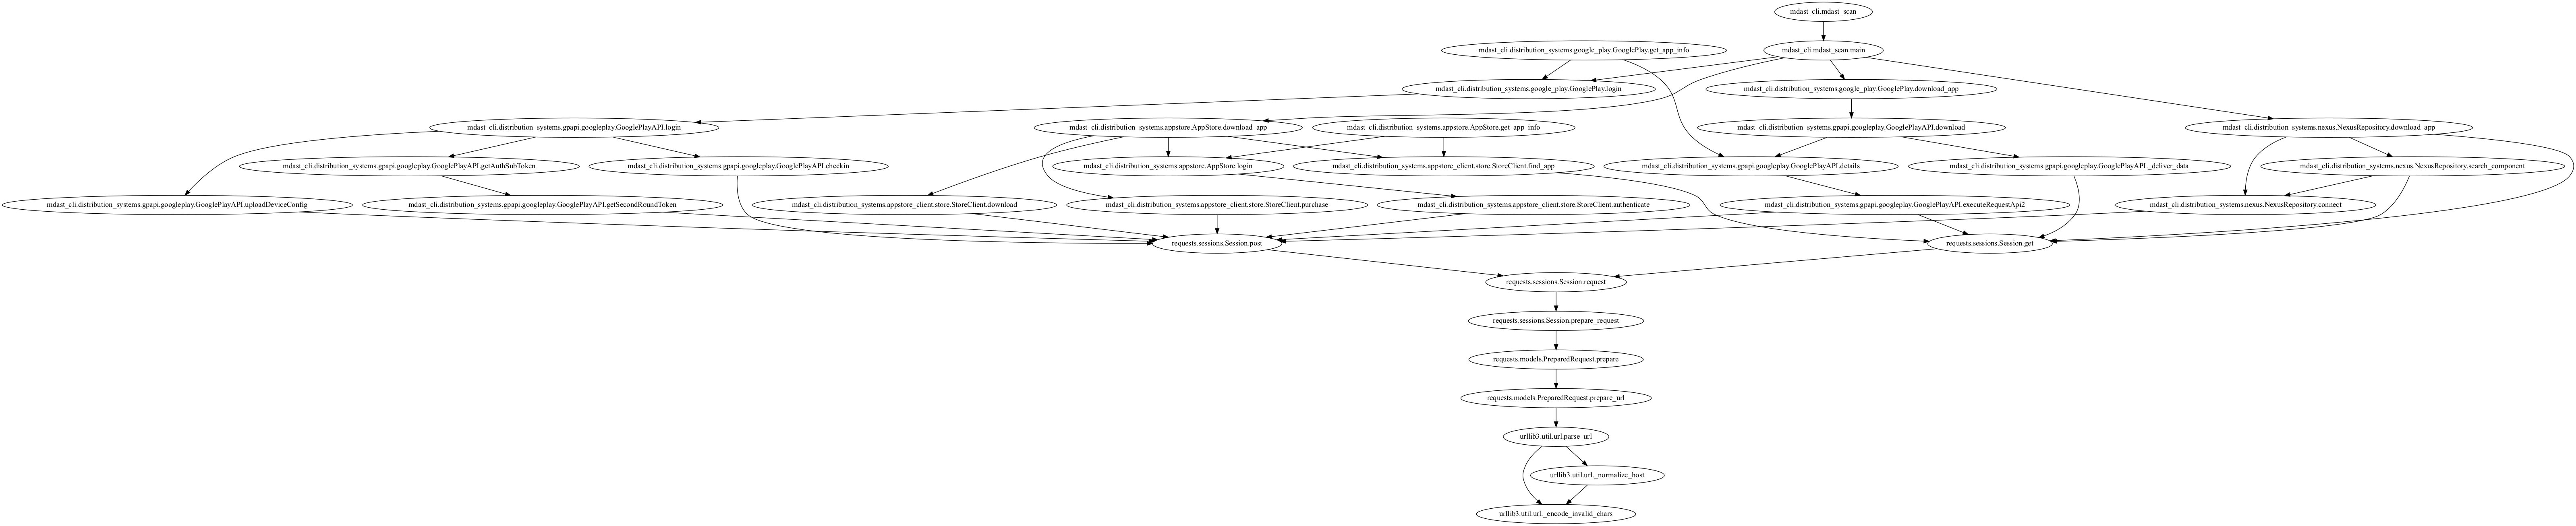 mdast_cli.mdast_scan
mdast_cli.distribution_systems.google_play.GooglePlay.get_app_info
mdast_cli.mdast_scan.main
mdast_cli.distribution_systems.google_play.GooglePlay.login
mdast_cli.distribution_systems.google_play.GooglePlay.download_app
mdast_cli.distribution_systems.gpapi.googleplay.GooglePlayAPI.login
mdast_cli.distribution_systems.appstore.AppStore.download_app
mdast_cli.distribution_systems.appstore.AppStore.get_app_info
mdast_cli.distribution_systems.gpapi.googleplay.GooglePlayAPI.download
mdast_cli.distribution_systems.nexus.NexusRepository.download_app
mdast_cli.distribution_systems.gpapi.googleplay.GooglePlayAPI.getAuthSubToken
mdast_cli.distribution_systems.gpapi.googleplay.GooglePlayAPI.checkin
mdast_cli.distribution_systems.appstore.AppStore.login
mdast_cli.distribution_systems.appstore_client.store.StoreClient.find_app
mdast_cli.distribution_systems.gpapi.googleplay.GooglePlayAPI.details
mdast_cli.distribution_systems.gpapi.googleplay.GooglePlayAPI._deliver_data
mdast_cli.distribution_systems.nexus.NexusRepository.search_component
mdast_cli.distribution_systems.gpapi.googleplay.GooglePlayAPI.uploadDeviceConfig
mdast_cli.distribution_systems.gpapi.googleplay.GooglePlayAPI.getSecondRoundToken
mdast_cli.distribution_systems.appstore_client.store.StoreClient.download
mdast_cli.distribution_systems.appstore_client.store.StoreClient.purchase
mdast_cli.distribution_systems.appstore_client.store.StoreClient.authenticate
mdast_cli.distribution_systems.gpapi.googleplay.GooglePlayAPI.executeRequestApi2
mdast_cli.distribution_systems.nexus.NexusRepository.connect
requests.sessions.Session.post
requests.sessions.Session.get
requests.sessions.Session.request
requests.sessions.Session.prepare_request
requests.models.PreparedRequest.prepare
requests.models.PreparedRequest.prepare_url
urllib3.util.url.parse_url
urllib3.util.url._normalize_host
urllib3.util.url._encode_invalid_chars